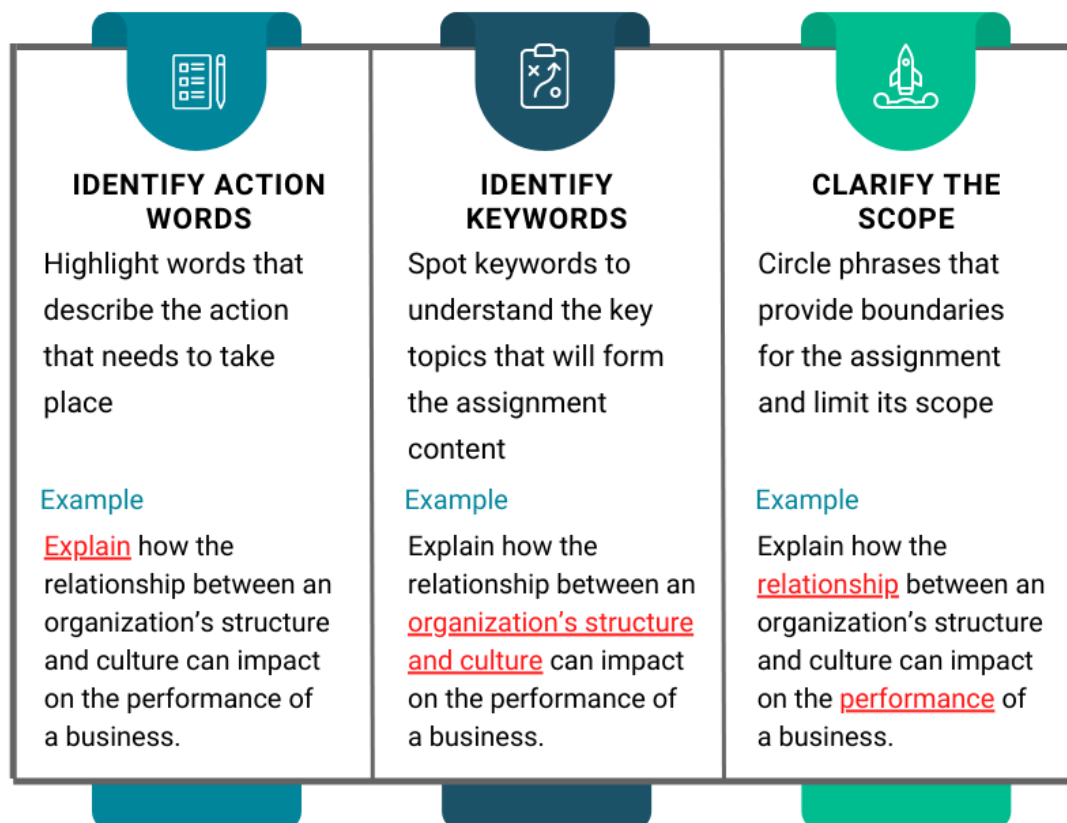 IDENTIFY ACTION
WORDS
Highlight words that
describe the action
that needs to take
place
Example
Explain how the
relationship between an
organization’s structure
and culture can impact
on the performance of
a business.
IDENTIFY
KEYWORDS
Spot keywords to
understand the key
topics that will form
the assignment
content
Example
Explain how the
relationship between an
organization’s structure
and culture can impact
on the performance of
a business.
CLARIFY THE
SCOPE
Circle phrases that
provide boundaries
for the assignment
and limit its scope
Example
Explain how the
relationship between an
organization’s structure
and culture can impact
on the performance of
a business.